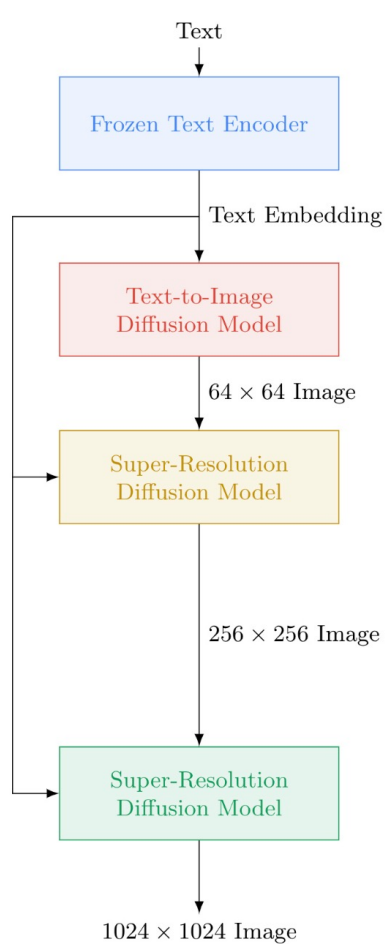 Text
Frozen Text Encoder
Text Embedding
Text-to-Image
Diffusion Model
64 × 64 Image
Super-Resolution
Diffusion Model
256 × 256 Image
Super-Resolution
Diffusion Model
1024 × 1024 Image